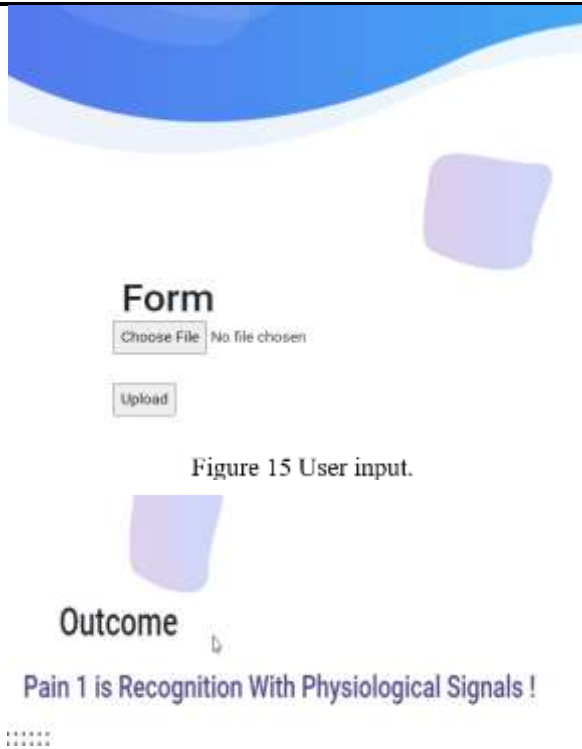 Form
Choose File No file chosen
Upload
Figure 15 User input.
Outcome
Pain 1 is Recognition With Physiological Signals !